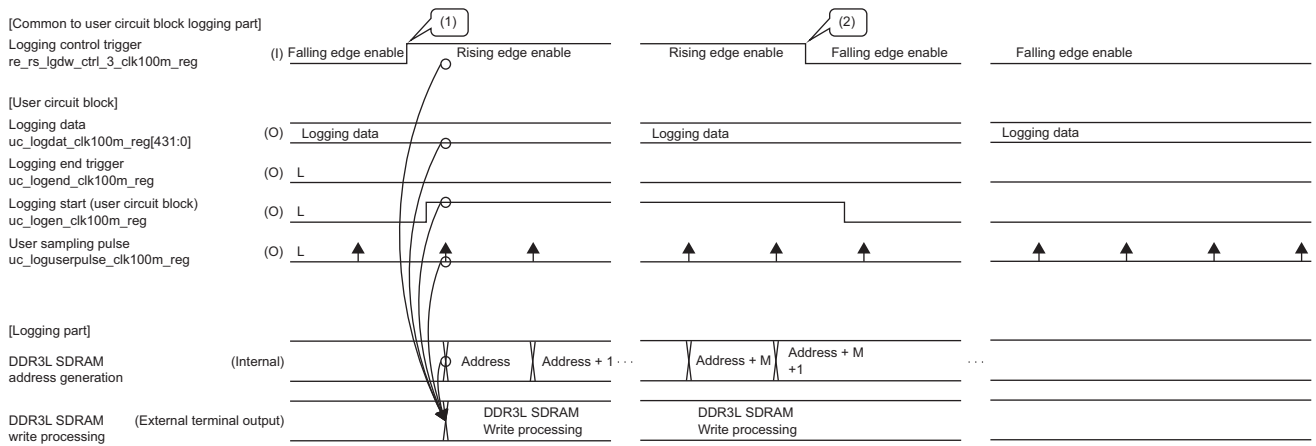 [Common to user circuit block logging part]
(1)
(2)
Logging control trigger
re_rs_lgdw_ctrl_3_clk100m_reg
(I) Falling edge enable
Rising edge enable
Rising edge enable
Falling edge enable
Falling edge enable
[User circuit block]
Logging data
uc_logdat_clk100m_reg[431:0]
(O) Logging data
Logging data
Logging data
Logging end trigger
uc_logend_clk100m_reg
(O) L
Logging start (user circuit block)
uc_logen_clk100m_reg
(O) L
User sampling pulse
uc_loguserpulse_clk100m_reg
(O) L
[Logging part]
DDR3L SDRAM
address generation
(Internal)
Address
Address + 1 · · ·
Address + M
Address + M
+1
· · ·
DDR3L SDRAM
write processing
(External terminal output)
DDR3L SDRAM
Write processing
DDR3L SDRAM
Write processing